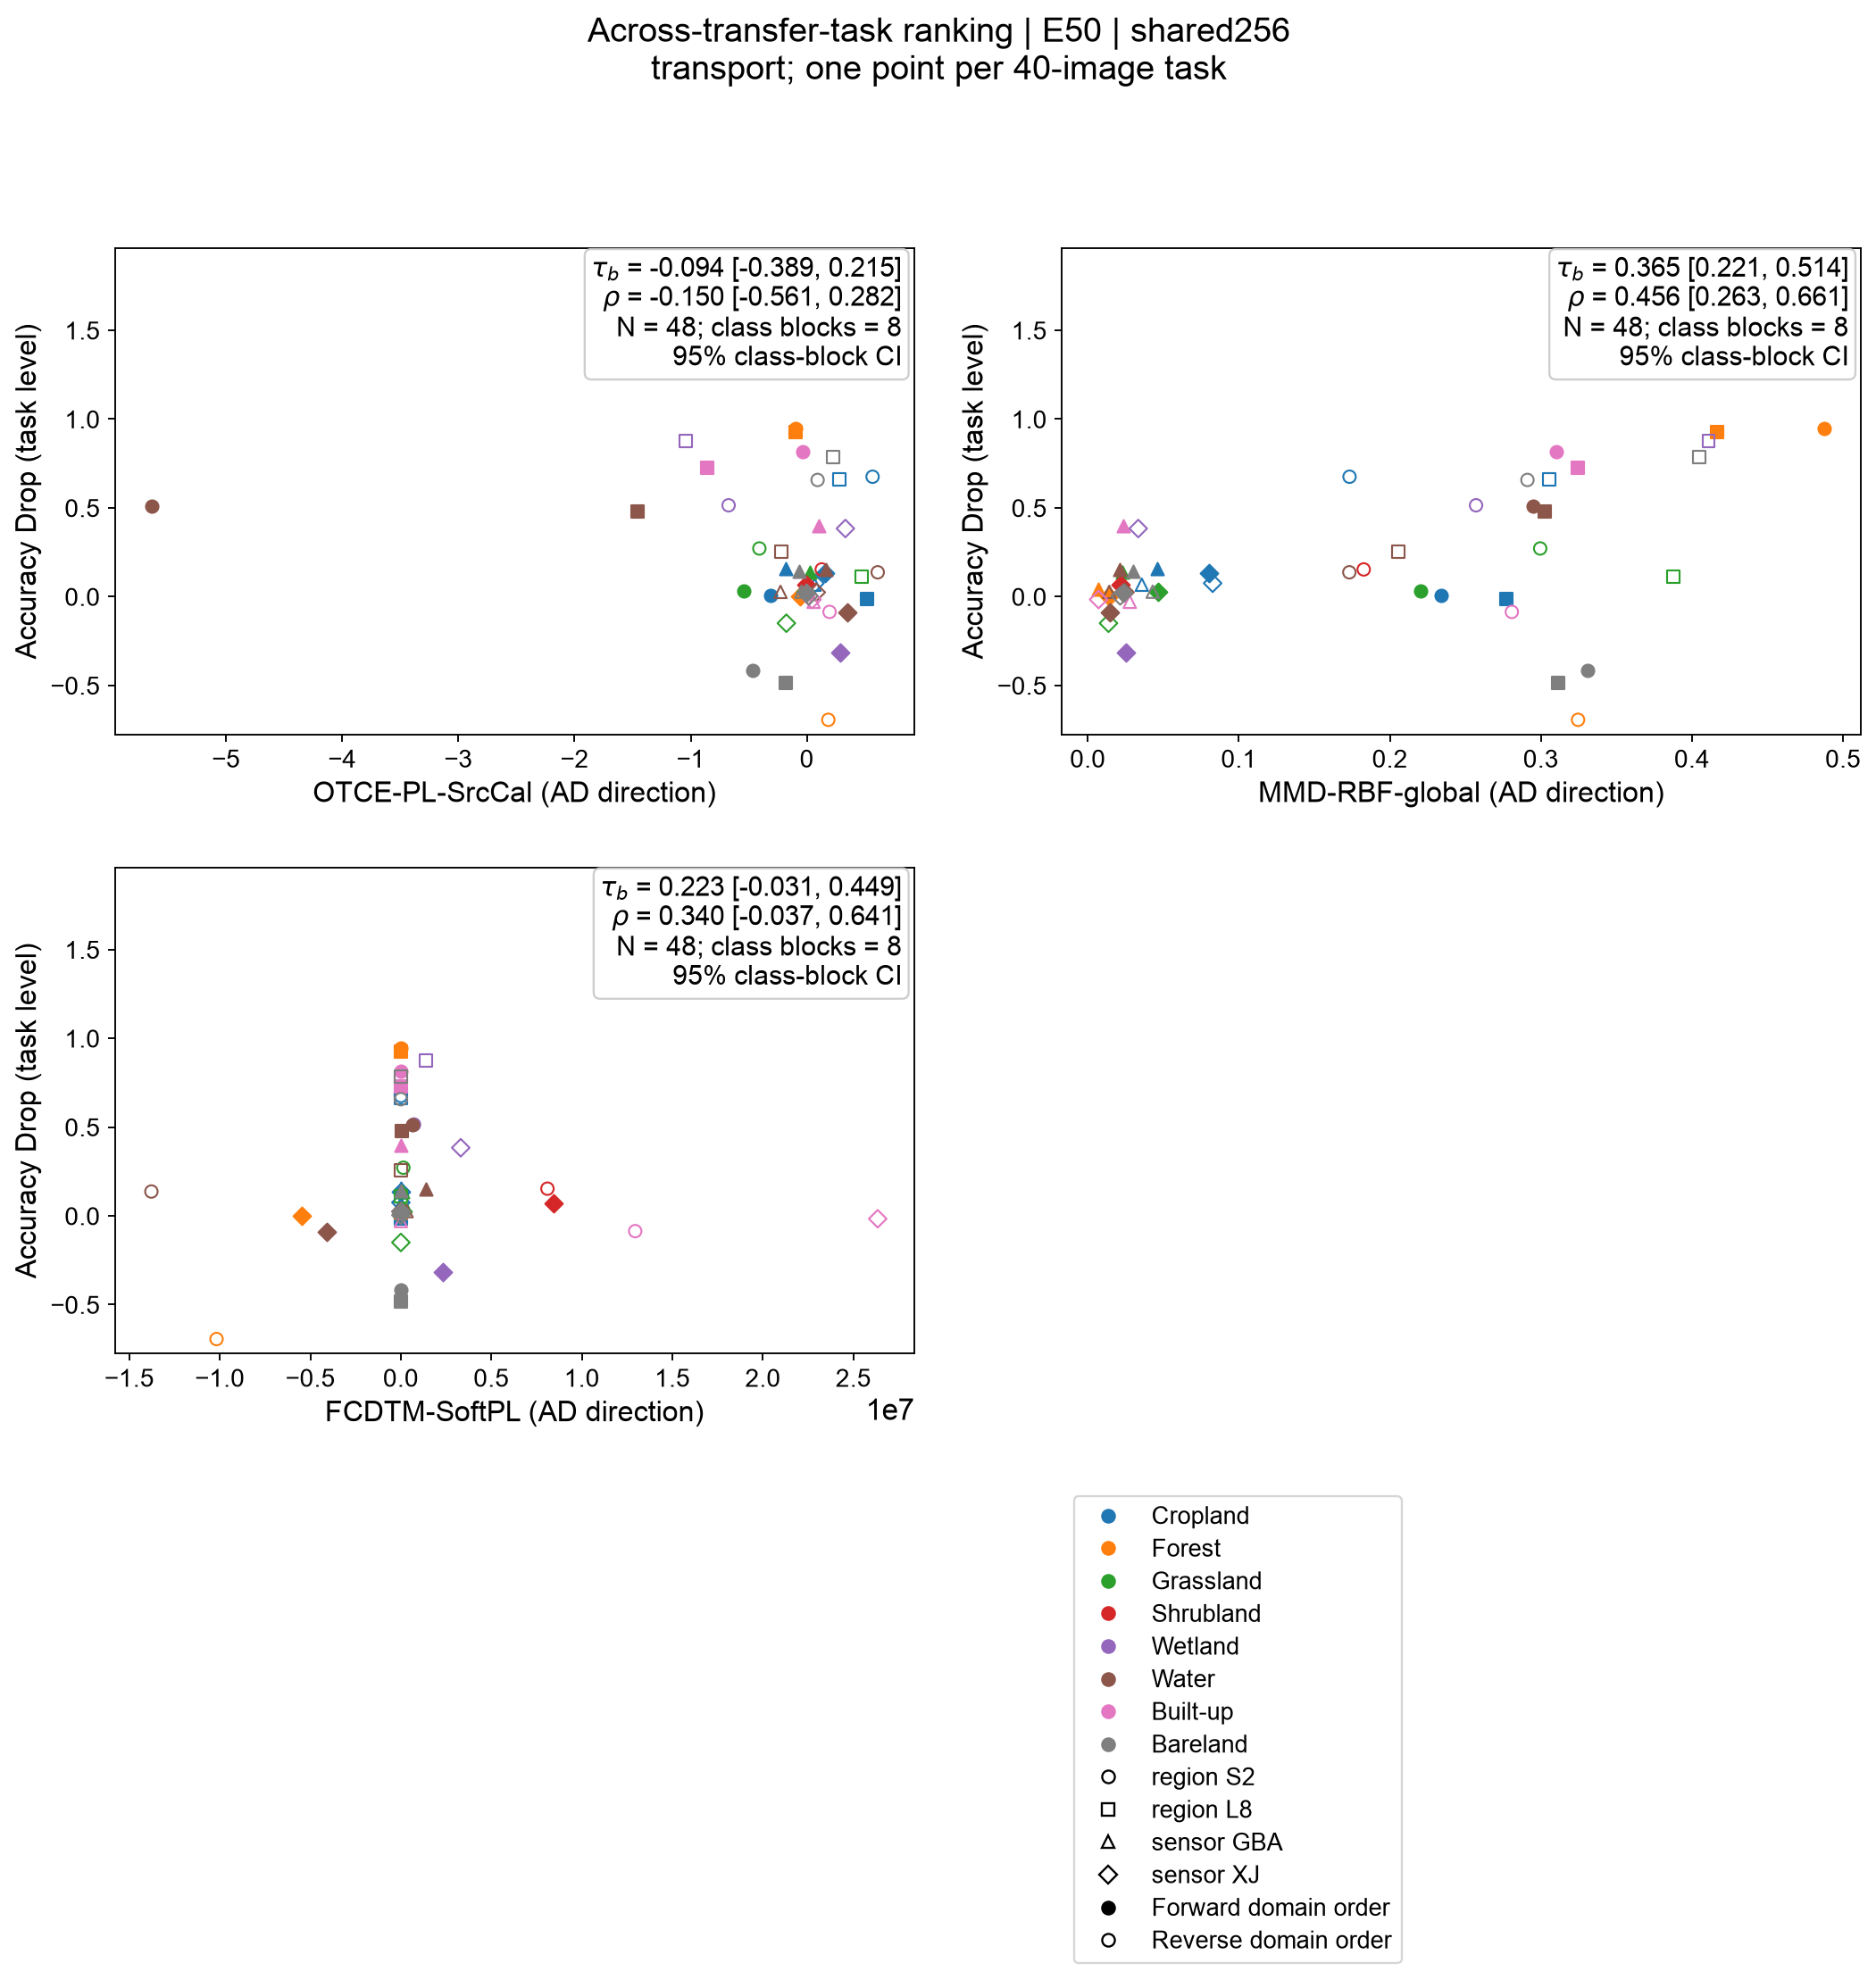 Across-transfer-task ranking | E50 | shared256
transport; one point per 40-image task
τb = -0.094 [-0.389, 0.215]
ρ = -0.150 [-0.561, 0.282]
N = 48; class blocks = 8
95% class-block CI
Accuracy Drop (task level)
1.5
1.0
0.5
0.0
−0.5
−5
−4
−3
−2
−1
0
OTCE-PL-SrcCal (AD direction)
τb = 0.365 [0.221, 0.514]
ρ = 0.456 [0.263, 0.661]
N = 48; class blocks = 8
95% class-block CI
Accuracy Drop (task level)
1.5
1.0
0.5
0.0
−0.5
0.0
0.1
0.2
0.3
0.4
0.5
MMD-RBF-global (AD direction)
τb = 0.223 [-0.031, 0.449]
ρ = 0.340 [-0.037, 0.641]
N = 48; class blocks = 8
95% class-block CI
Accuracy Drop (task level)
1.5
1.0
0.5
0.0
−0.5
−1.5
−1.0
−0.5
0.0
0.5
1.0
1.5
2.0
2.5
1e7
FCDTM-SoftPL (AD direction)
Cropland
Forest
Grassland
Shrubland
Wetland
Water
Built-up
Bareland
region S2
region L8
sensor GBA
sensor XJ
Forward domain order
Reverse domain order